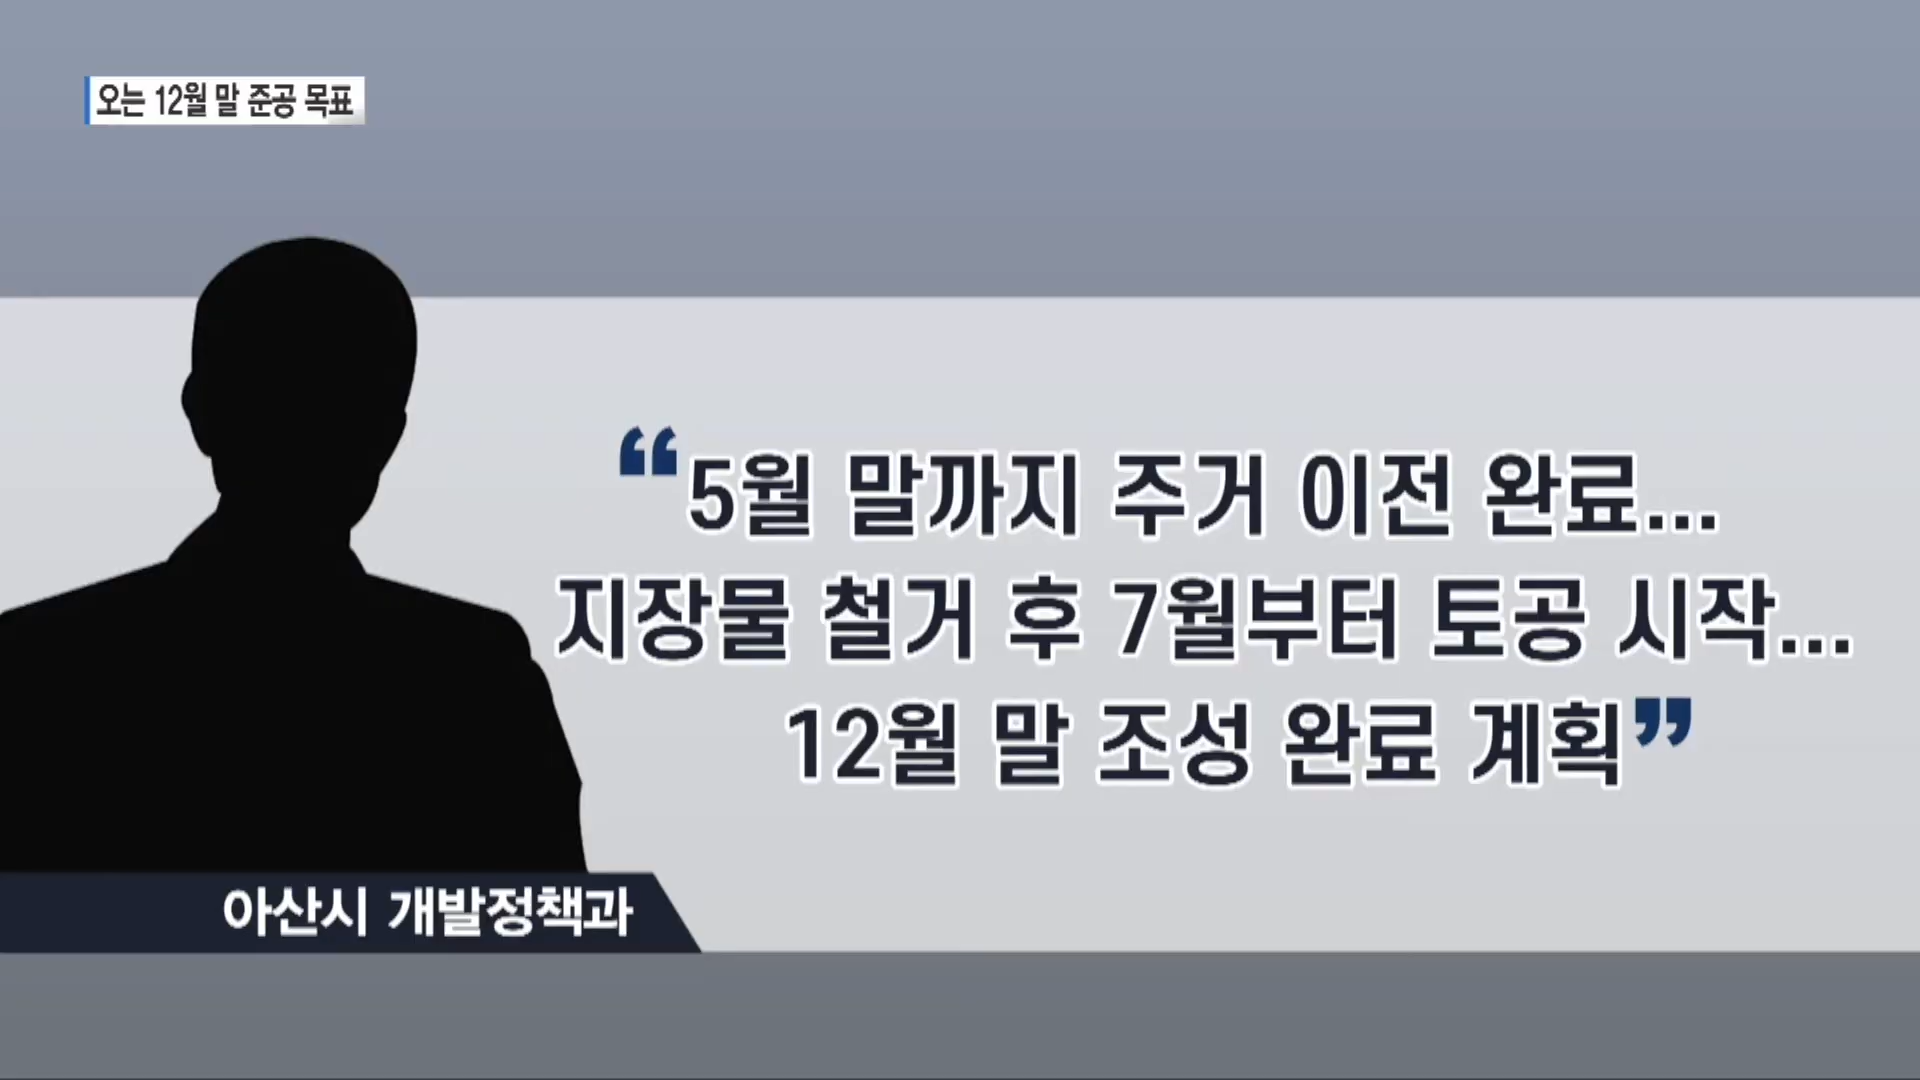 오는 12월 말 준공 목표
“5월 말까지 주거 이전 완료...
지장물 철거 후 7월부터 토공 시작...
12월 말 조성 완료 계획”
아산시 개발정책과